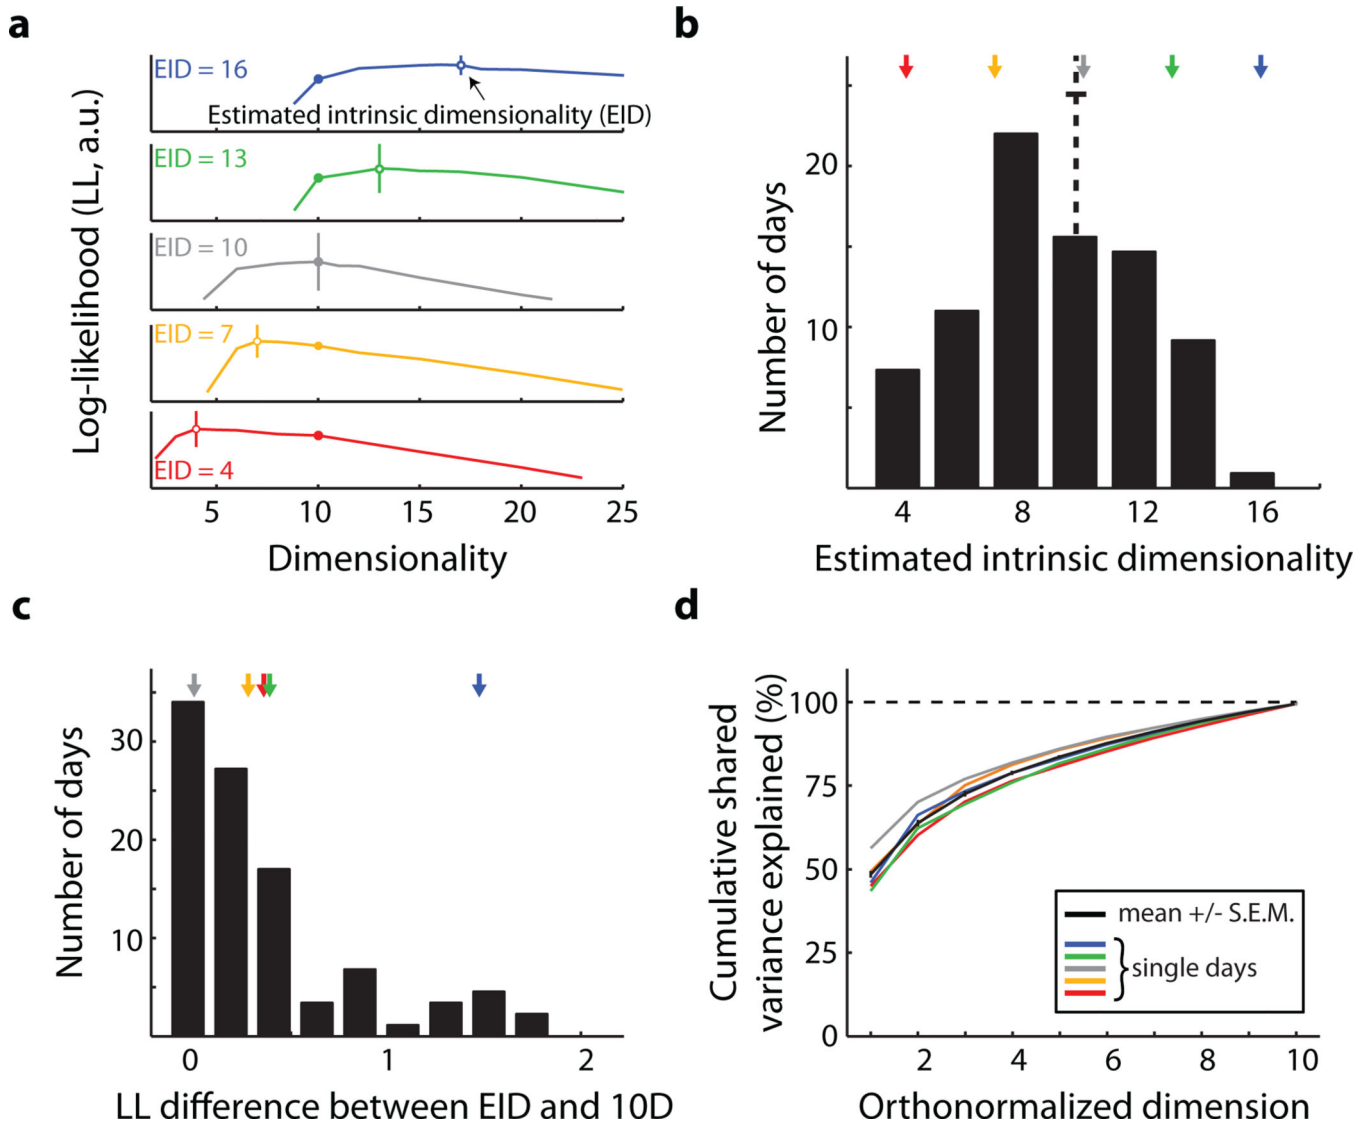 a
Log-likelihood (LL, a.u.)
EID = 16
Estimated intrinsic dimensionality (EID)
EID = 13
EID = 10
EID = 7
EID = 4
5 10 15 20 25
Dimensionality
b
Number of days
20
10
4 8 12 16
Estimated intrinsic dimensionality
c
Number of days
30
20
10
0 1 2
LL difference between EID and 10D
d
Cumulative shared
variance explained (%)
100
75
50
25
0
mean +/- S.E.M.
single days
2 4 6 8 10
Orthonormalized dimension